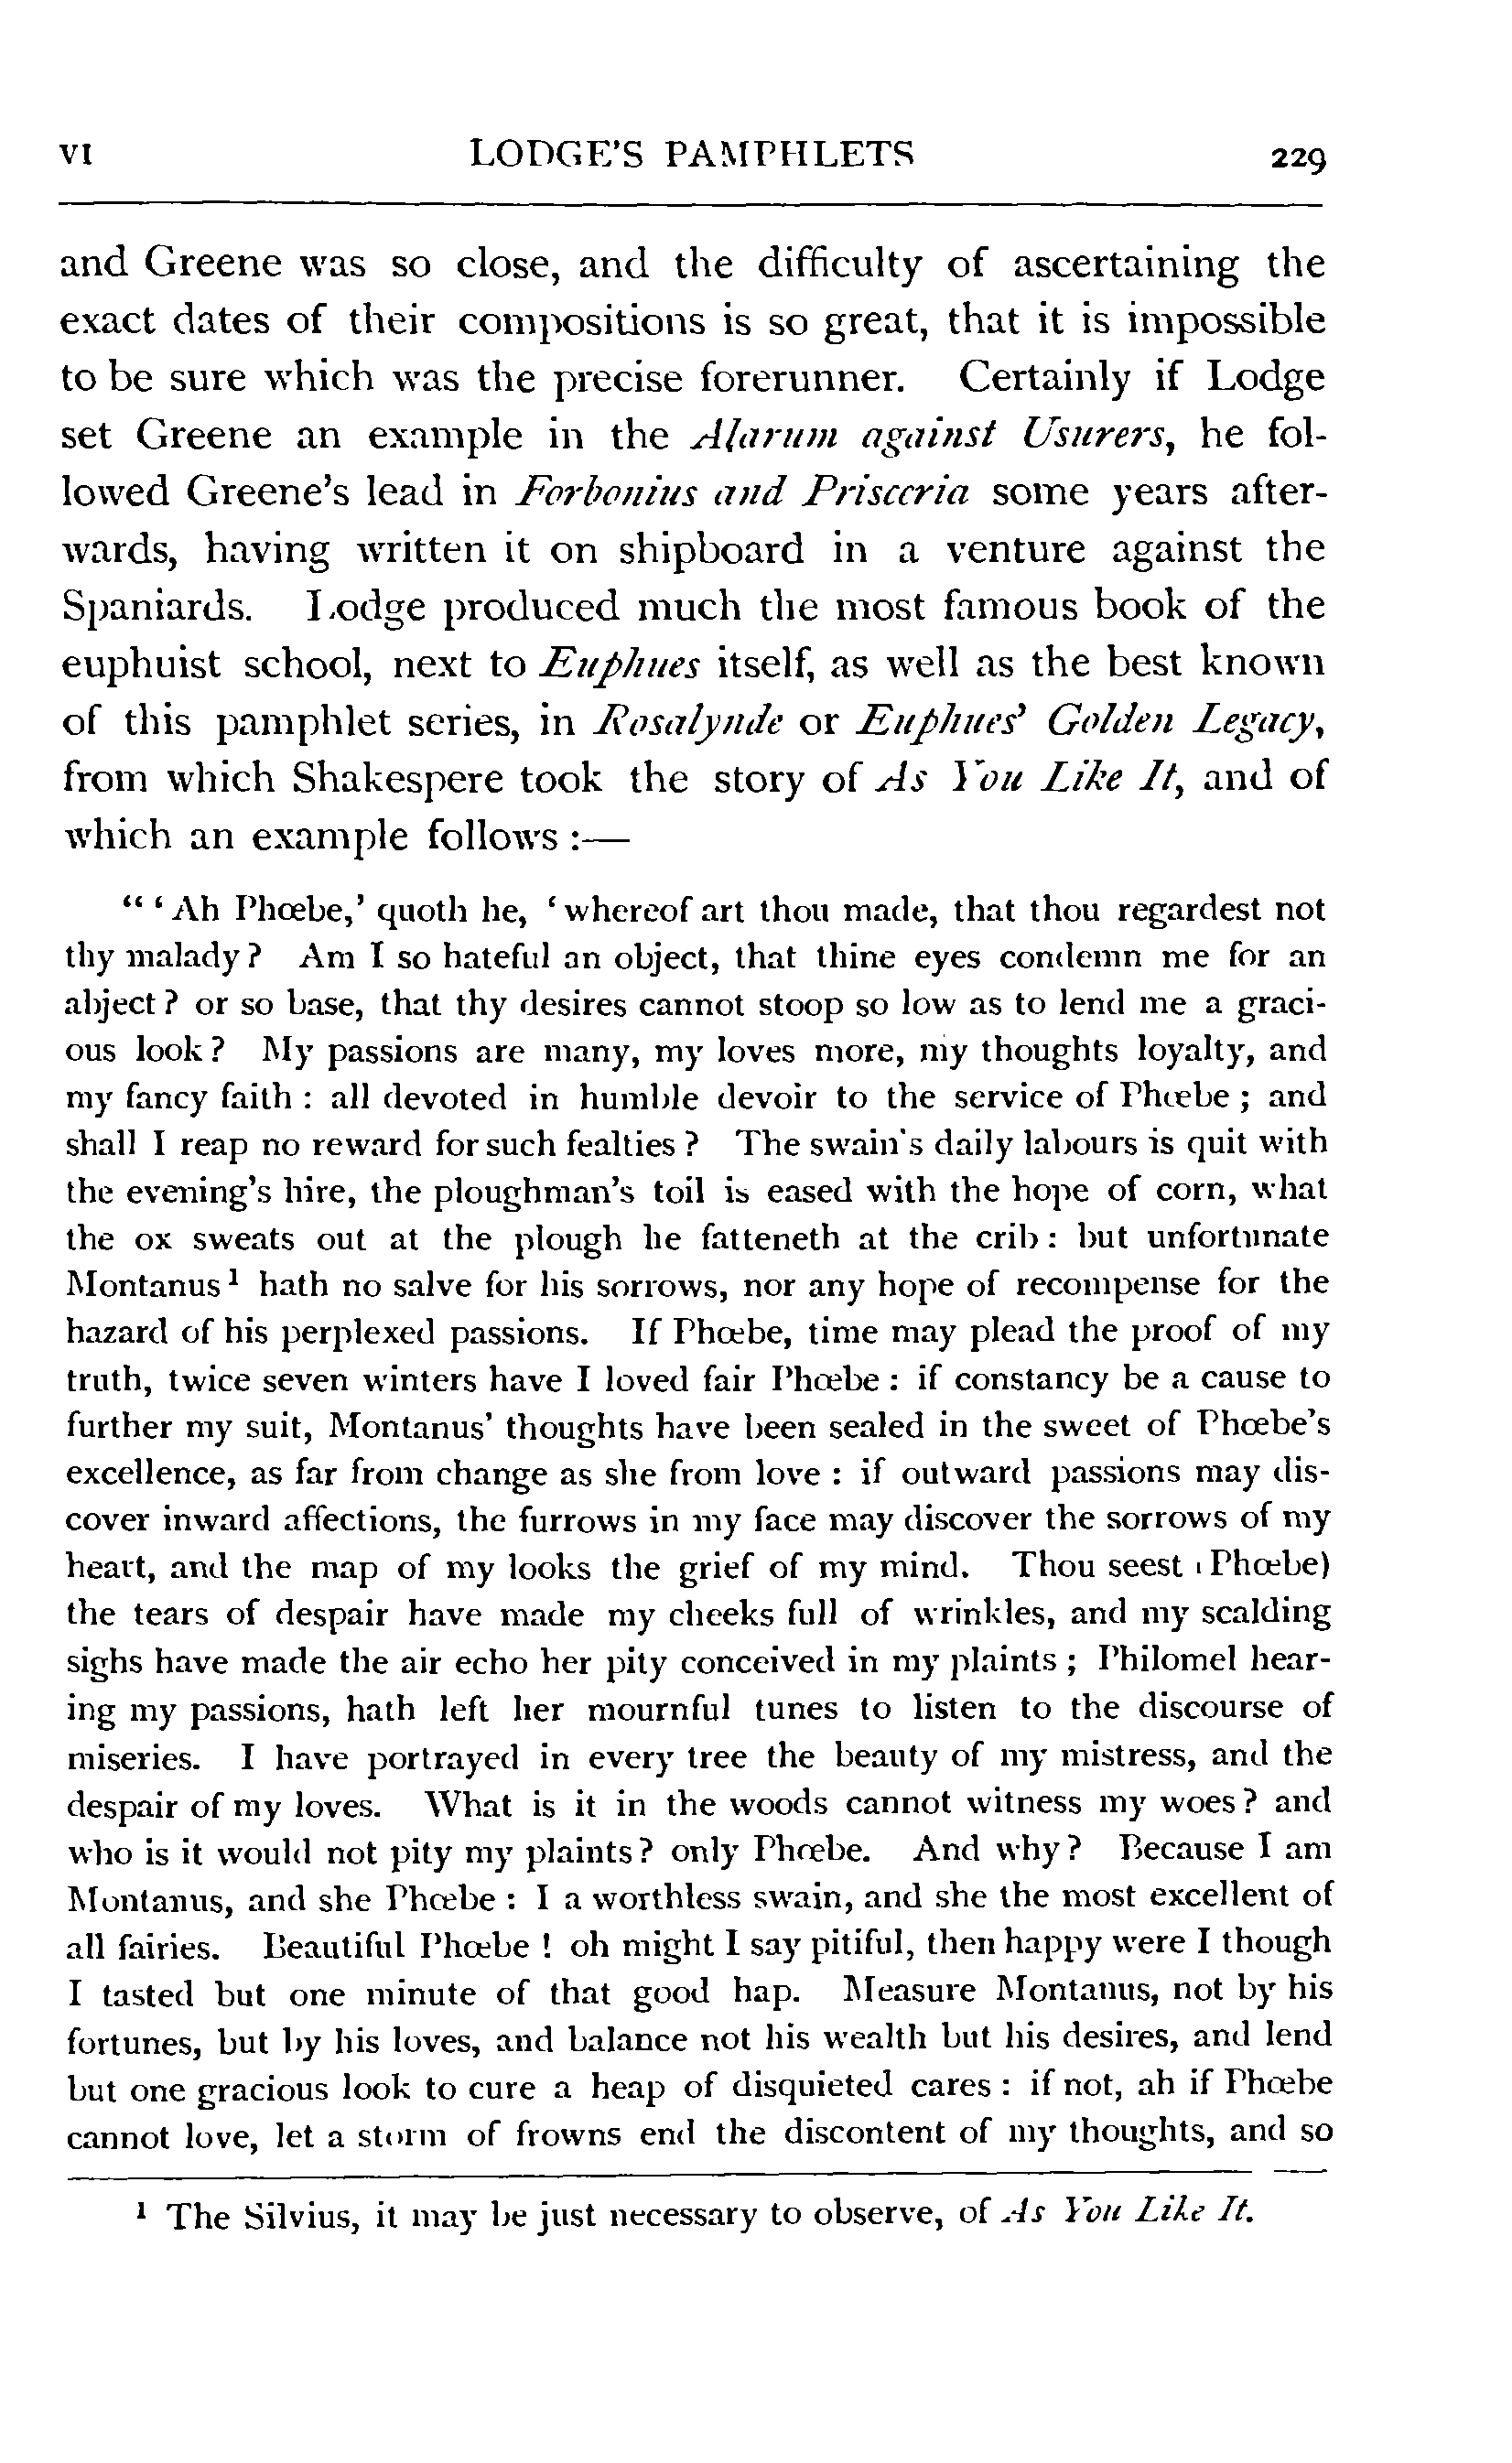 VI LODGE'S PAMPHLETS 229
and Greene was so close, and the difficulty of ascertaining the
exact dates of their compositions is so great, that it is impossible
to be sure which was the precise forerunner. Certainly if Lodge
set Greene an example in the Alarum against Usurers, he fol-
lowed Greene's lead in Forbonius and Prisceria some years after-
wards, having written it on shipboard in a venture against the
Spaniards. Lodge produced much the most famous book of the
euphuist school, next to Euphues itself, as well as the best known
of this pamphlet series, in Rosalynde or Euphues' Golden Legacy,
from which Shakespere took the story of As You Like It, and of
which an example follows :—
" ' Ah Phœbe,' quoth he, ' whereof art thou made, that thou regardest not
thy malady ? Am I so hateful an object, that thine eyes condemn me for an
abject ? or so base, that thy desires cannot stoop so low as to lend me a graci-
ous look ? My passions are many, my loves more, my thoughts loyalty, and
my fancy faith : all devoted in humble devoir to the service of Phœbe ; and
shall I reap no reward for such fealties ? The swain's daily labours is quit with
the evening's hire, the ploughman's toil is eased with the hope of corn, what
the ox sweats out at the plough he fatteneth at the crib : but unfortunate
Montanus ¹ hath no salve for his sorrows, nor any hope of recompense for the
hazard of his perplexed passions. If Phœbe, time may plead the proof of my
truth, twice seven winters have I loved fair Phœbe : if constancy be a cause to
further my suit, Montanus' thoughts have been sealed in the sweet of Phœbe's
excellence, as far from change as she from love : if outward passions may dis-
cover inward affections, the furrows in my face may discover the sorrows of my
heart, and the map of my looks the grief of my mind. Thou seest (Phœbe)
the tears of despair have made my cheeks full of wrinkles, and my scalding
sighs have made the air echo her pity conceived in my plaints ; Philomel hear-
ing my passions, hath left her mournful tunes to listen to the discourse of
miseries. I have portrayed in every tree the beauty of my mistress, and the
despair of my loves. What is it in the woods cannot witness my woes ? and
who is it would not pity my plaints ? only Phœbe. And why ? Because I am
Montanus, and she Phœbe : I a worthless swain, and she the most excellent of
all fairies. Beautiful Phœbe ! oh might I say pitiful, then happy were I though
I tasted but one minute of that good hap. Measure Montanus, not by his
fortunes, but by his loves, and balance not his wealth but his desires, and lend
but one gracious look to cure a heap of disquieted cares : if not, ah if Phœbe
cannot love, let a storm of frowns end the discontent of my thoughts, and so
¹ The Silvius, it may be just necessary to observe, of As You Like It.